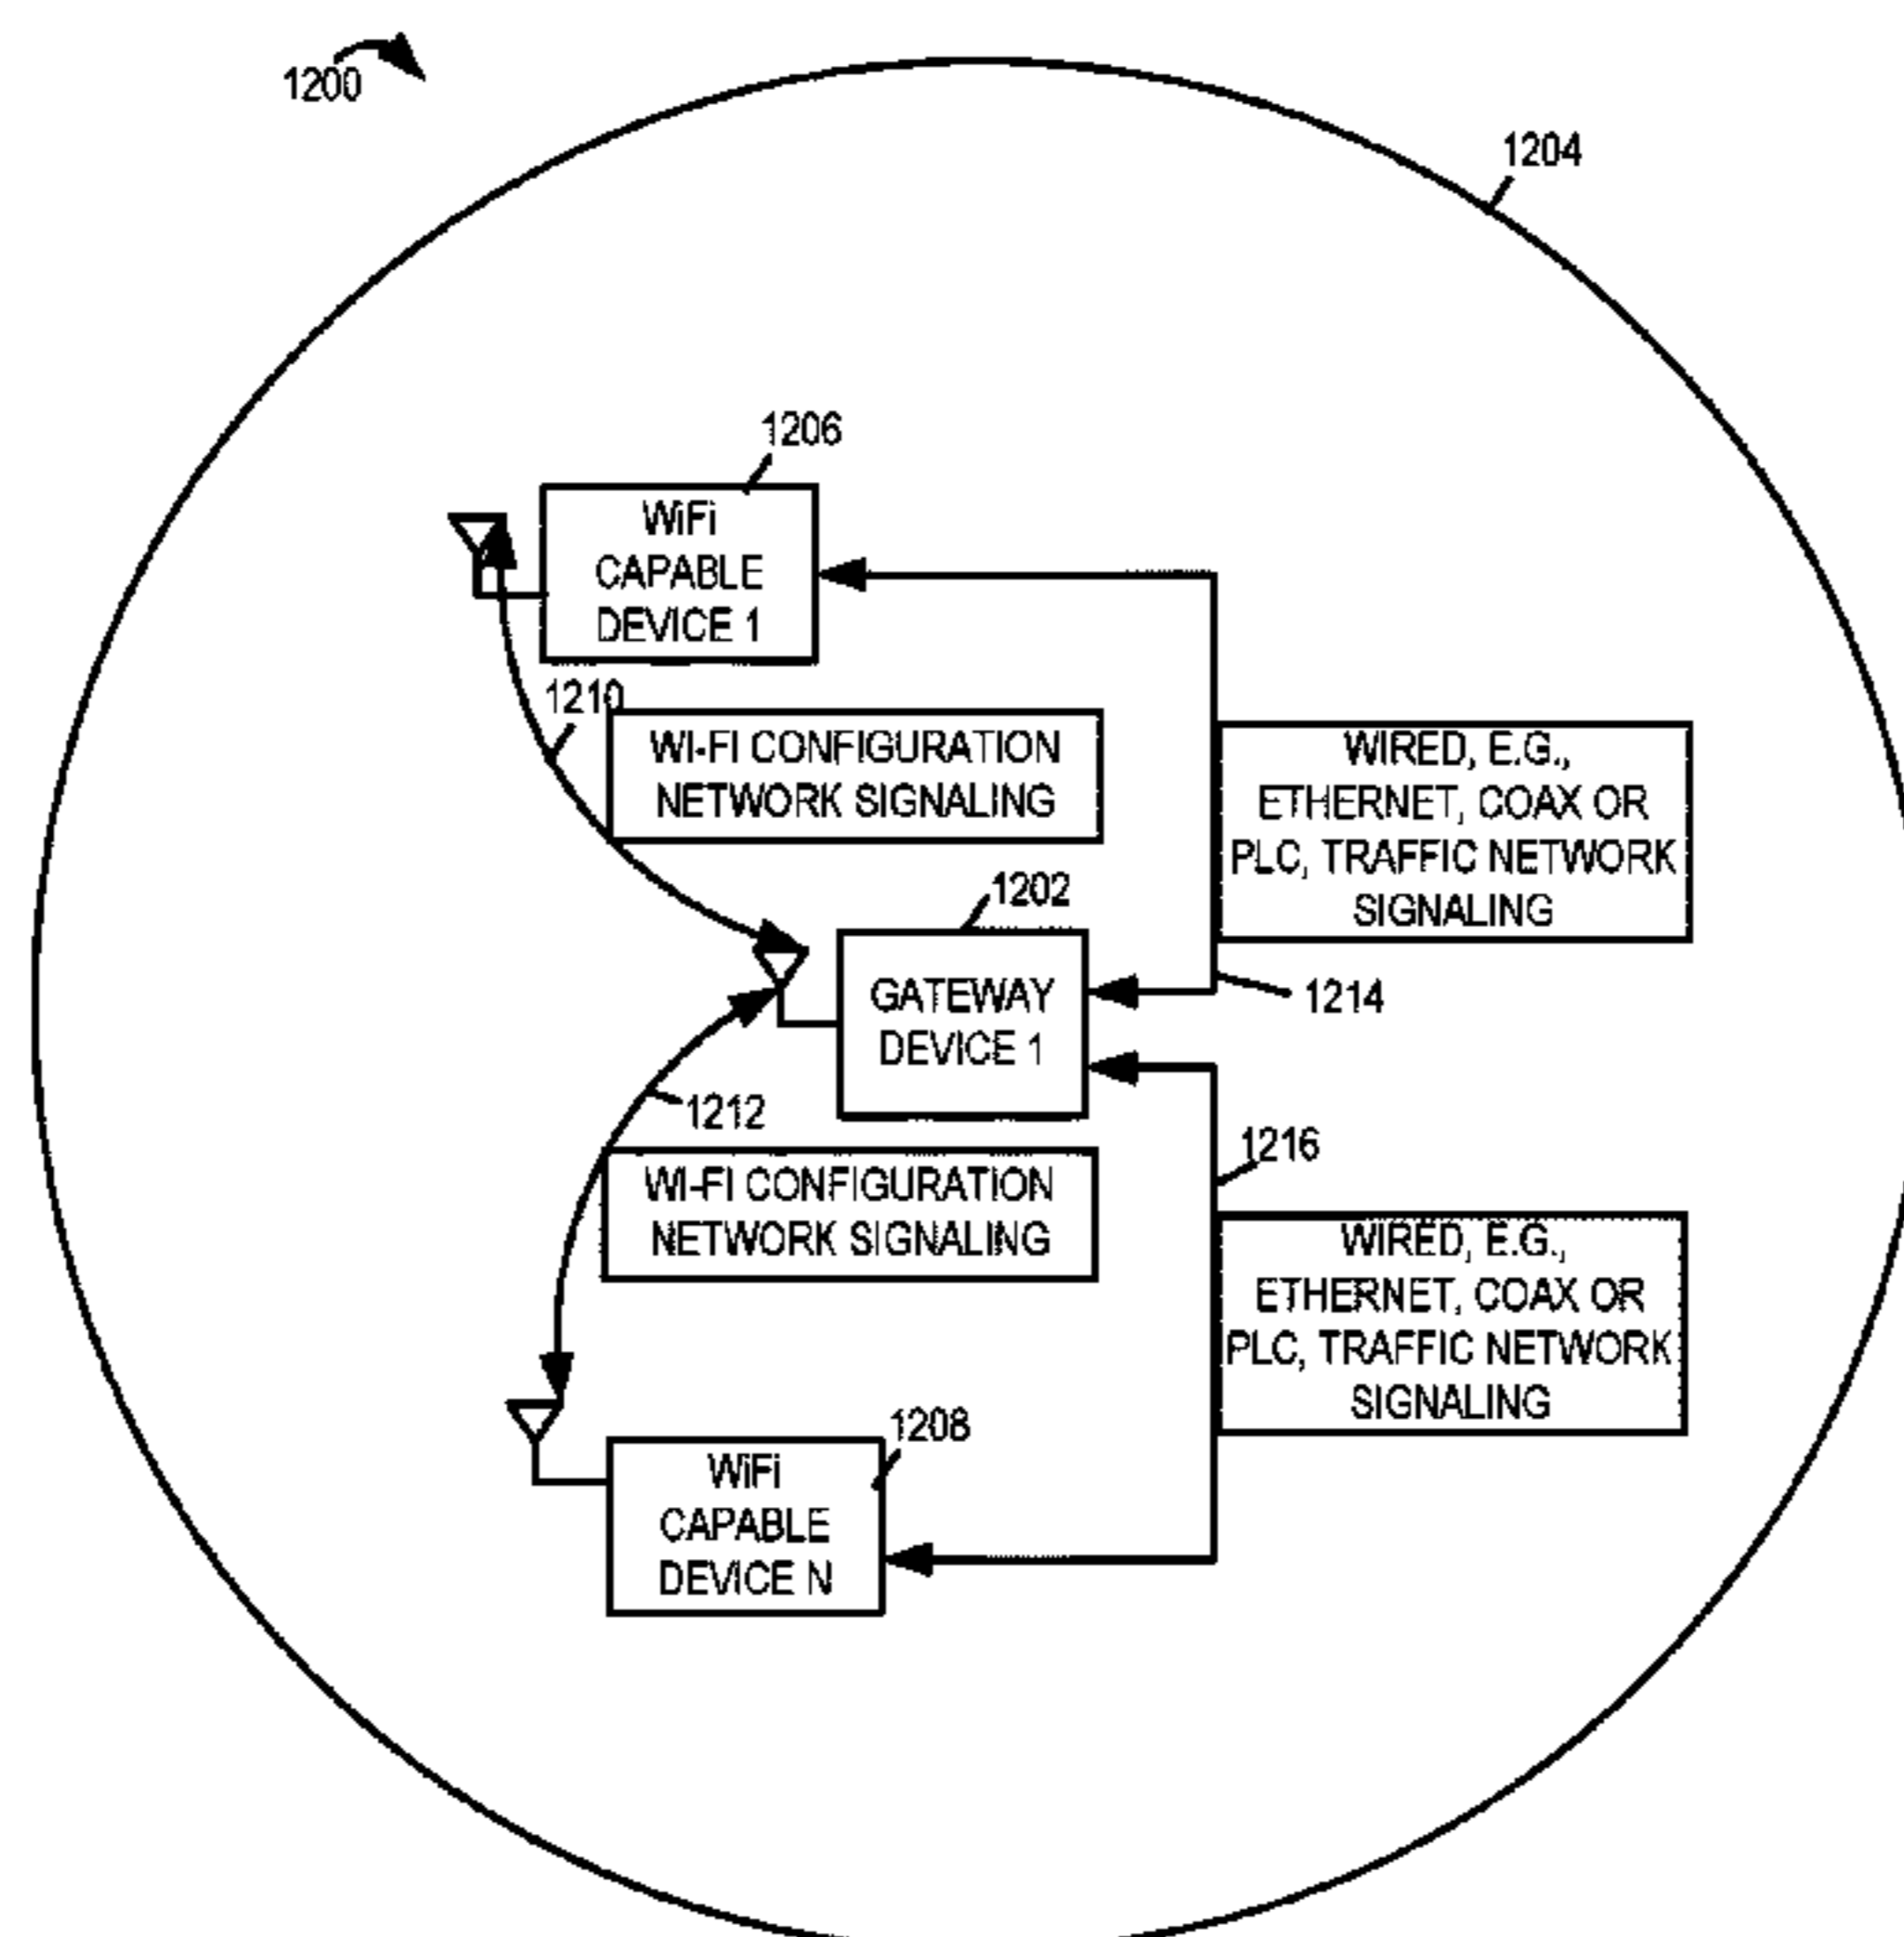 1200
1204
1206
WiFi
CAPABLE
DEVICE 1
1210
WI-FI CONFIGURATION
NETWORK SIGNALING
WIRED, E.G.,
ETHERNET, COAX OR
PLC, TRAFFIC NETWORK
SIGNALING
1202
GATEWAY
DEVICE 1
1214
1212
1216
WI-FI CONFIGURATION
NETWORK SIGNALING
WIRED, E.G.,
ETHERNET, COAX OR
PLC, TRAFFIC NETWORK
SIGNALING
1208
WiFi
CAPABLE
DEVICE N